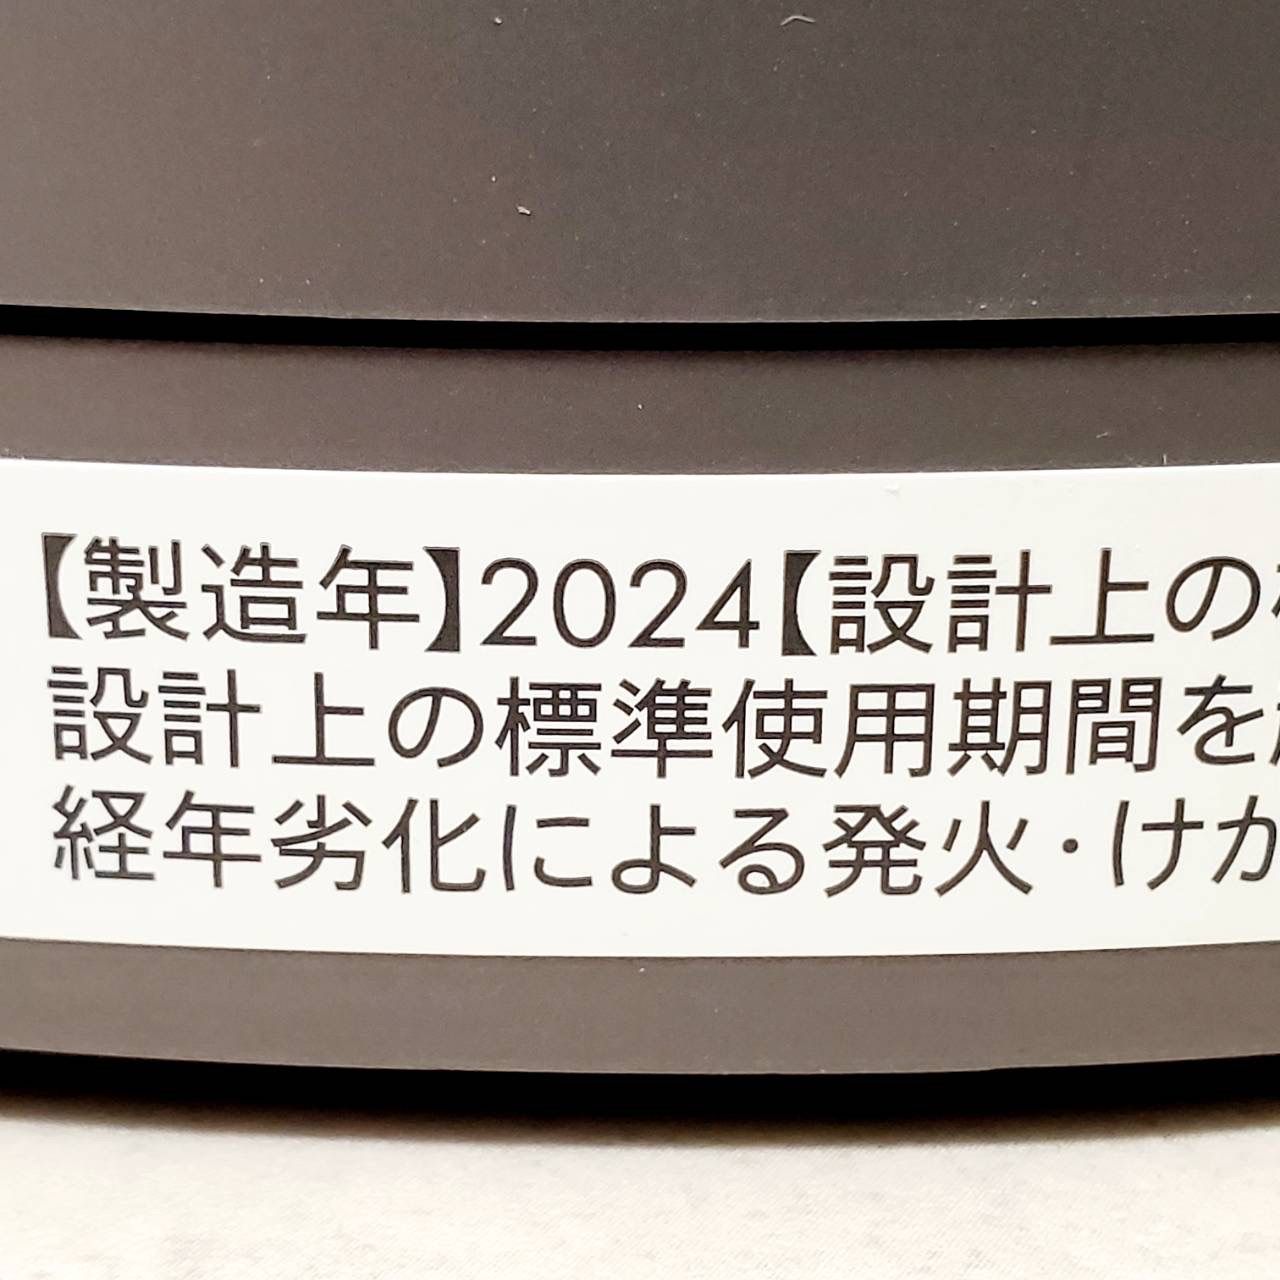 【製造年】2024【設計上の
設計上の標準使用期間を
経年劣化による発火・けが